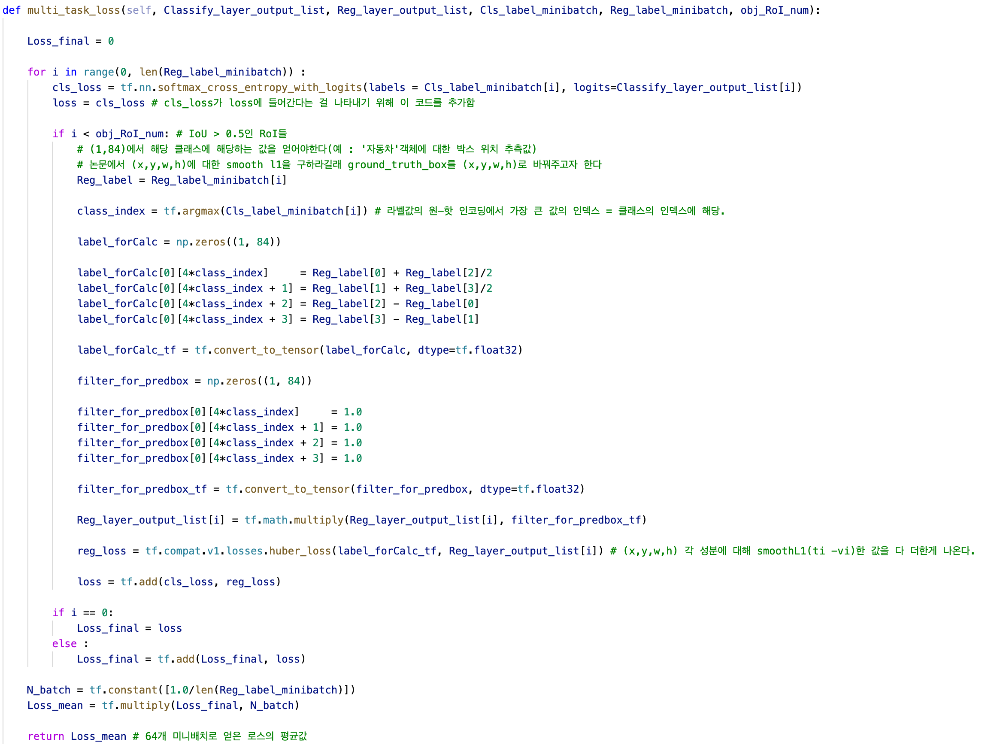 def multi_task_loss(self, Classify_layer_output_list, Reg_layer_output_list, Cls_label_minibatch, Reg_label_minibatch, obj_RoI_num):
Loss_final = 0
for i in range(0, len(Reg_label_minibatch)) :
cls_loss = tf.nn.softmax_cross_entropy_with_logits(labels = Cls_label_minibatch[i], logits=Classify_layer_output_list[i])
loss = cls_loss # cls_loss가 loss에 들어간다는 걸 나타내기 위해 이 코드를 추가함
if i < obj_RoI_num: # IoU > 0.5인 RoI들
# (1,84)에서 해당 클래스에 해당하는 값을 얻어야한다(예 : '자동차'객체에 대한 박스 위치 추측값)
# 논문에서 (x,y,w,h)에 대한 smooth l1을 구하라길래 ground_truth_box를 (x,y,w,h)로 바꿔주고자 한다
Reg_label = Reg_label_minibatch[i]
class_index = tf.argmax(Cls_label_minibatch[i]) # 라벨값의 원-핫 인코딩에서 가장 큰 값의 인덱스 = 클래스의 인덱스에 해당.
label_forCalc = np.zeros((1, 84))
label_forCalc[0][4*class_index]     = Reg_label[0] + Reg_label[2]/2
label_forCalc[0][4*class_index + 1] = Reg_label[1] + Reg_label[3]/2
label_forCalc[0][4*class_index + 2] = Reg_label[2] - Reg_label[0]
label_forCalc[0][4*class_index + 3] = Reg_label[3] - Reg_label[1]
label_forCalc_tf = tf.convert_to_tensor(label_forCalc, dtype=tf.float32)
filter_for_predbox = np.zeros((1, 84))
filter_for_predbox[0][4*class_index]     = 1.0
filter_for_predbox[0][4*class_index + 1] = 1.0
filter_for_predbox[0][4*class_index + 2] = 1.0
filter_for_predbox[0][4*class_index + 3] = 1.0
filter_for_predbox_tf = tf.convert_to_tensor(filter_for_predbox, dtype=tf.float32)
Reg_layer_output_list[i] = tf.math.multiply(Reg_layer_output_list[i], filter_for_predbox_tf)
reg_loss = tf.compat.v1.losses.huber_loss(label_forCalc_tf, Reg_layer_output_list[i]) # (x,y,w,h) 각 성분에 대해 smoothL1(ti -vi)한 값을 다 더한게 나온다.
loss = tf.add(cls_loss, reg_loss)
if i == 0:
Loss_final = loss
else :
Loss_final = tf.add(Loss_final, loss)
N_batch = tf.constant([1.0/len(Reg_label_minibatch)])
Loss_mean = tf.multiply(Loss_final, N_batch)
return Loss_mean # 64개 미니배치로 얻은 로스의 평균값